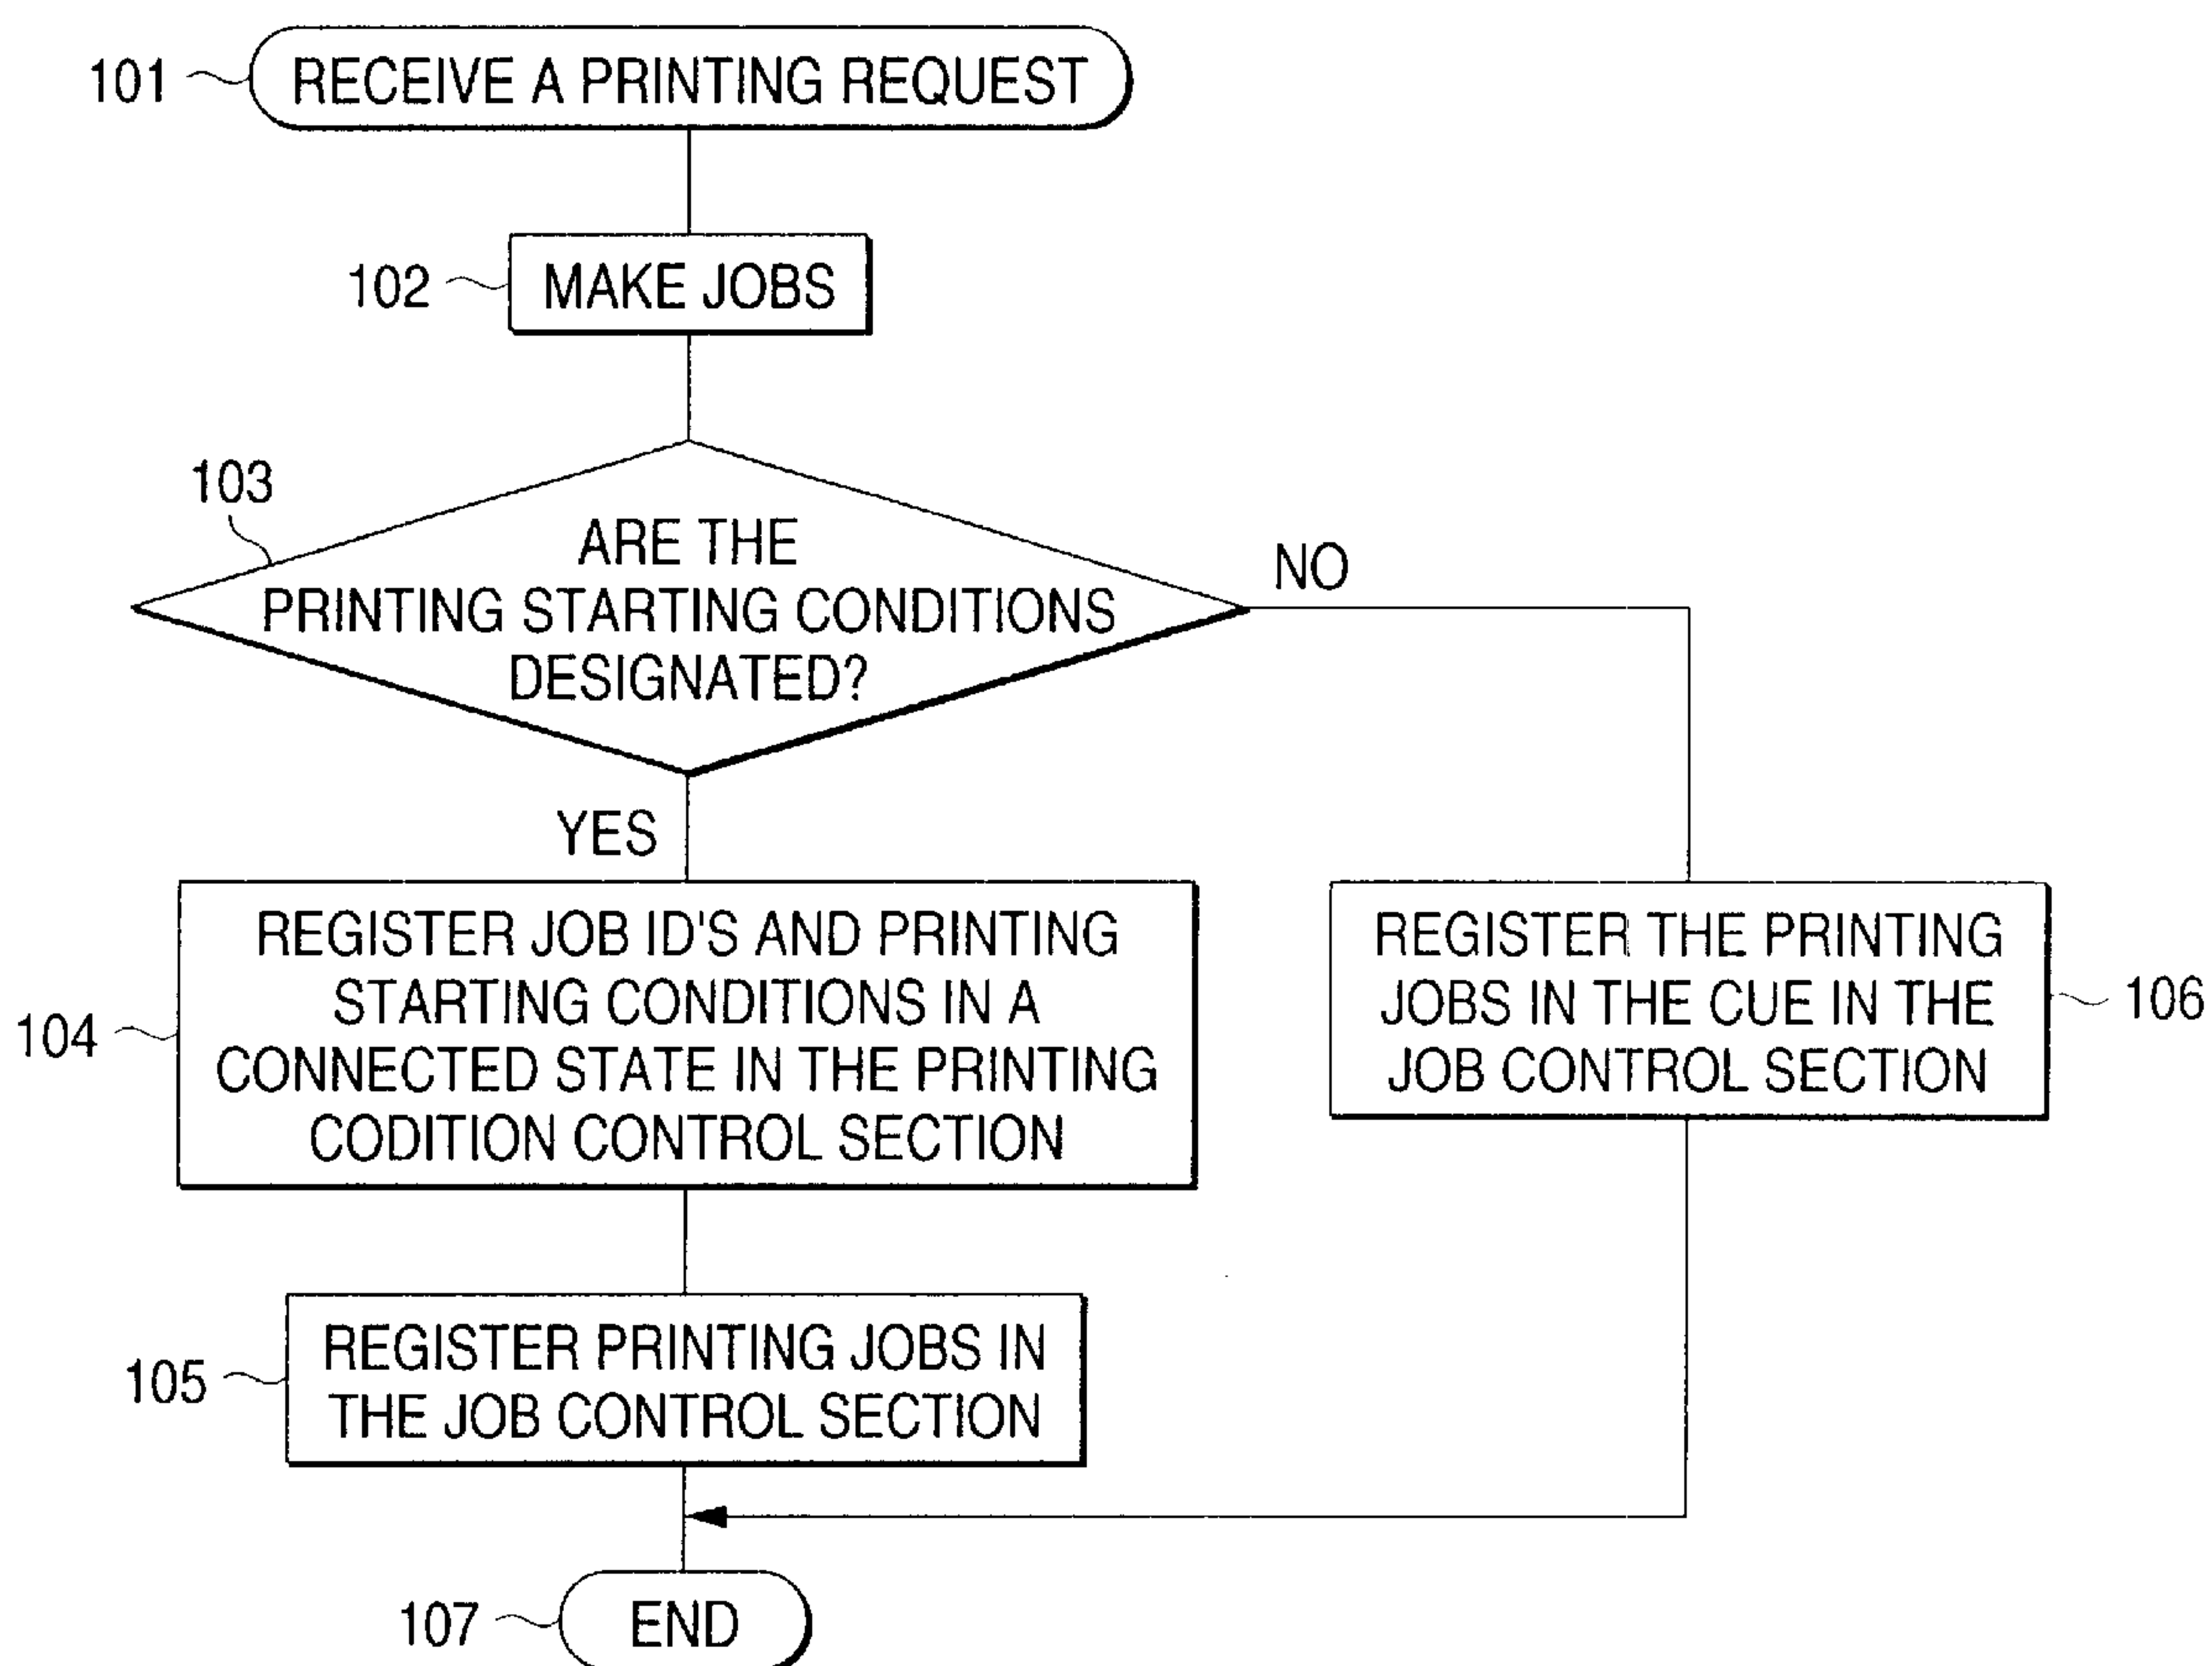 101
RECEIVE A PRINTING REQUEST
102
MAKE JOBS
103
ARE THE
PRINTING STARTING CONDITIONS
DESIGNATED?
NO
YES
104
REGISTER JOB ID'S AND PRINTING
STARTING CONDITIONS IN A
CONNECTED STATE IN THE PRINTING
CODITION CONTROL SECTION
REGISTER THE PRINTING
JOBS IN THE CUE IN THE
JOB CONTROL SECTION
106
105
REGISTER PRINTING JOBS IN
THE JOB CONTROL SECTION
107
END